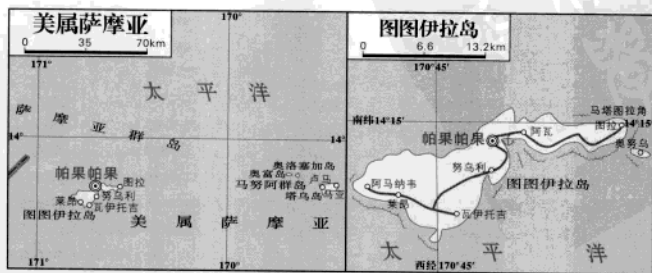 美属萨摩亚
0 35 70km
171° 170°
太平洋
萨摩亚群岛
14° 14°
帕果帕果
图拉
莱昂
努乌利
瓦伊托吉
图图伊拉岛
奥洛塞加岛
奥富岛
马努阿群岛
塔乌岛
美属萨摩亚
171° 170°
图图伊拉岛
0 6.6 13.2km
170°45′
太平洋
南纬14°15′
14°15′
马塔图拉角
图拉
奥努乌
阿瓦
帕果帕果
努乌利
图图伊拉岛
阿马纳韦
莱昂
瓦伊托吉
太平洋
西经170°45′